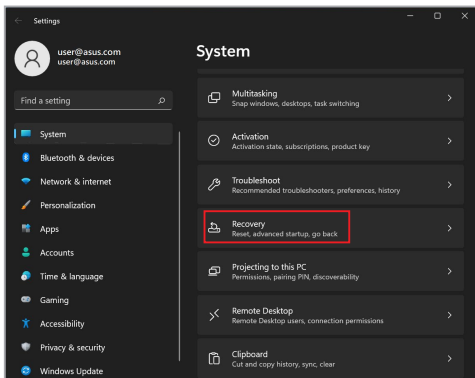 Settings
user@asus.com
user@asus.com
Find a setting
System
Bluetooth & devices
Network & internet
Personalization
Apps
Accounts
Time & language
Gaming
Accessibility
Privacy & security
Windows Update
System
Multitasking
Snap windows, desktops, task switching
Activation
Activation state, subscriptions, product key
Troubleshoot
Recommended troubleshooters, preferences, history
Recovery
Reset, advanced startup, go back
Projecting to this PC
Permissions, pairing PIN, discoverability
Remote Desktop
Remote Desktop users, connection permissions
Clipboard
Cut and copy history, sync, clear